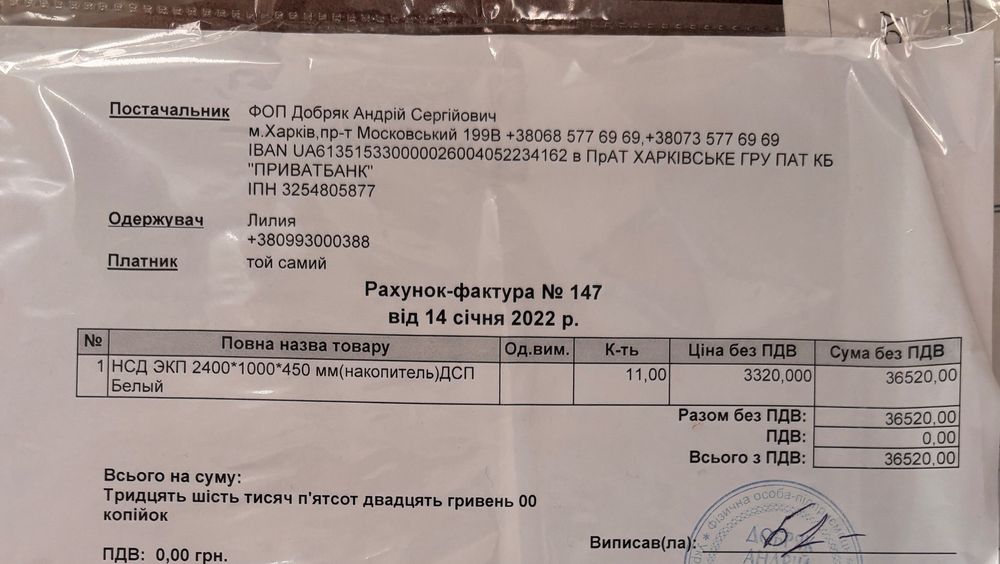 Постачальник ФОП Добряк Андрій Сергійович
м.Харків,пр-т Московський 199В +38068 577 69 69,+38073 577 69 69
IBAN UA613515330000026004052234162 в ПрАТ ХАРКІВСЬКЕ ГРУ ПАТ КБ
"ПРИВАТБАНК"
ІПН 3254805877
Одержувач Лилия
+380993000388
Платник той самий
Рахунок-фактура № 147
від 14 січня 2022 р.
№ Повна назва товару Од.вим. К-ть Ціна без ПДВ Сума без ПДВ
1 НСД ЭКП 2400*1000*450 мм(накопитель)ДСП 11,00 3320,000 36520,00
Белый
Разом без ПДВ: 36520,00
ПДВ: 0,00
Всього з ПДВ: 36520,00
Всього на суму:
Тридцять шість тисяч п'ятсот двадцять гривень 00
копійок
ПДВ: 0,00 грн.
Виписав(ла):
Фізична особа-підприємець
ДОБРЯК
АНДРІЙ